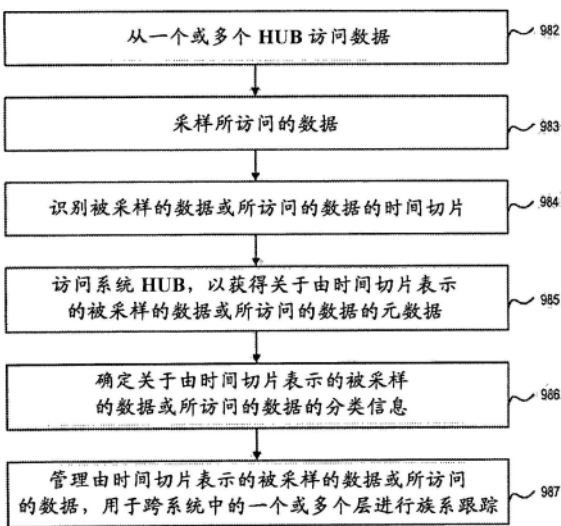 从一个或多个 HUB 访问数据
982
采样所访问的数据
983
识别被采样的数据或所访问的数据的时间切片
984
访问系统 HUB，以获得关于由时间切片表示
的被采样的数据或所访问的数据的元数据
985
确定关于由时间切片表示的被采样
的数据或所访问的数据的分类信息
986
管理由时间切片表示的被采样的数据或所访问
的数据，用于跨系统中的一个或多个层进行族系跟踪
987